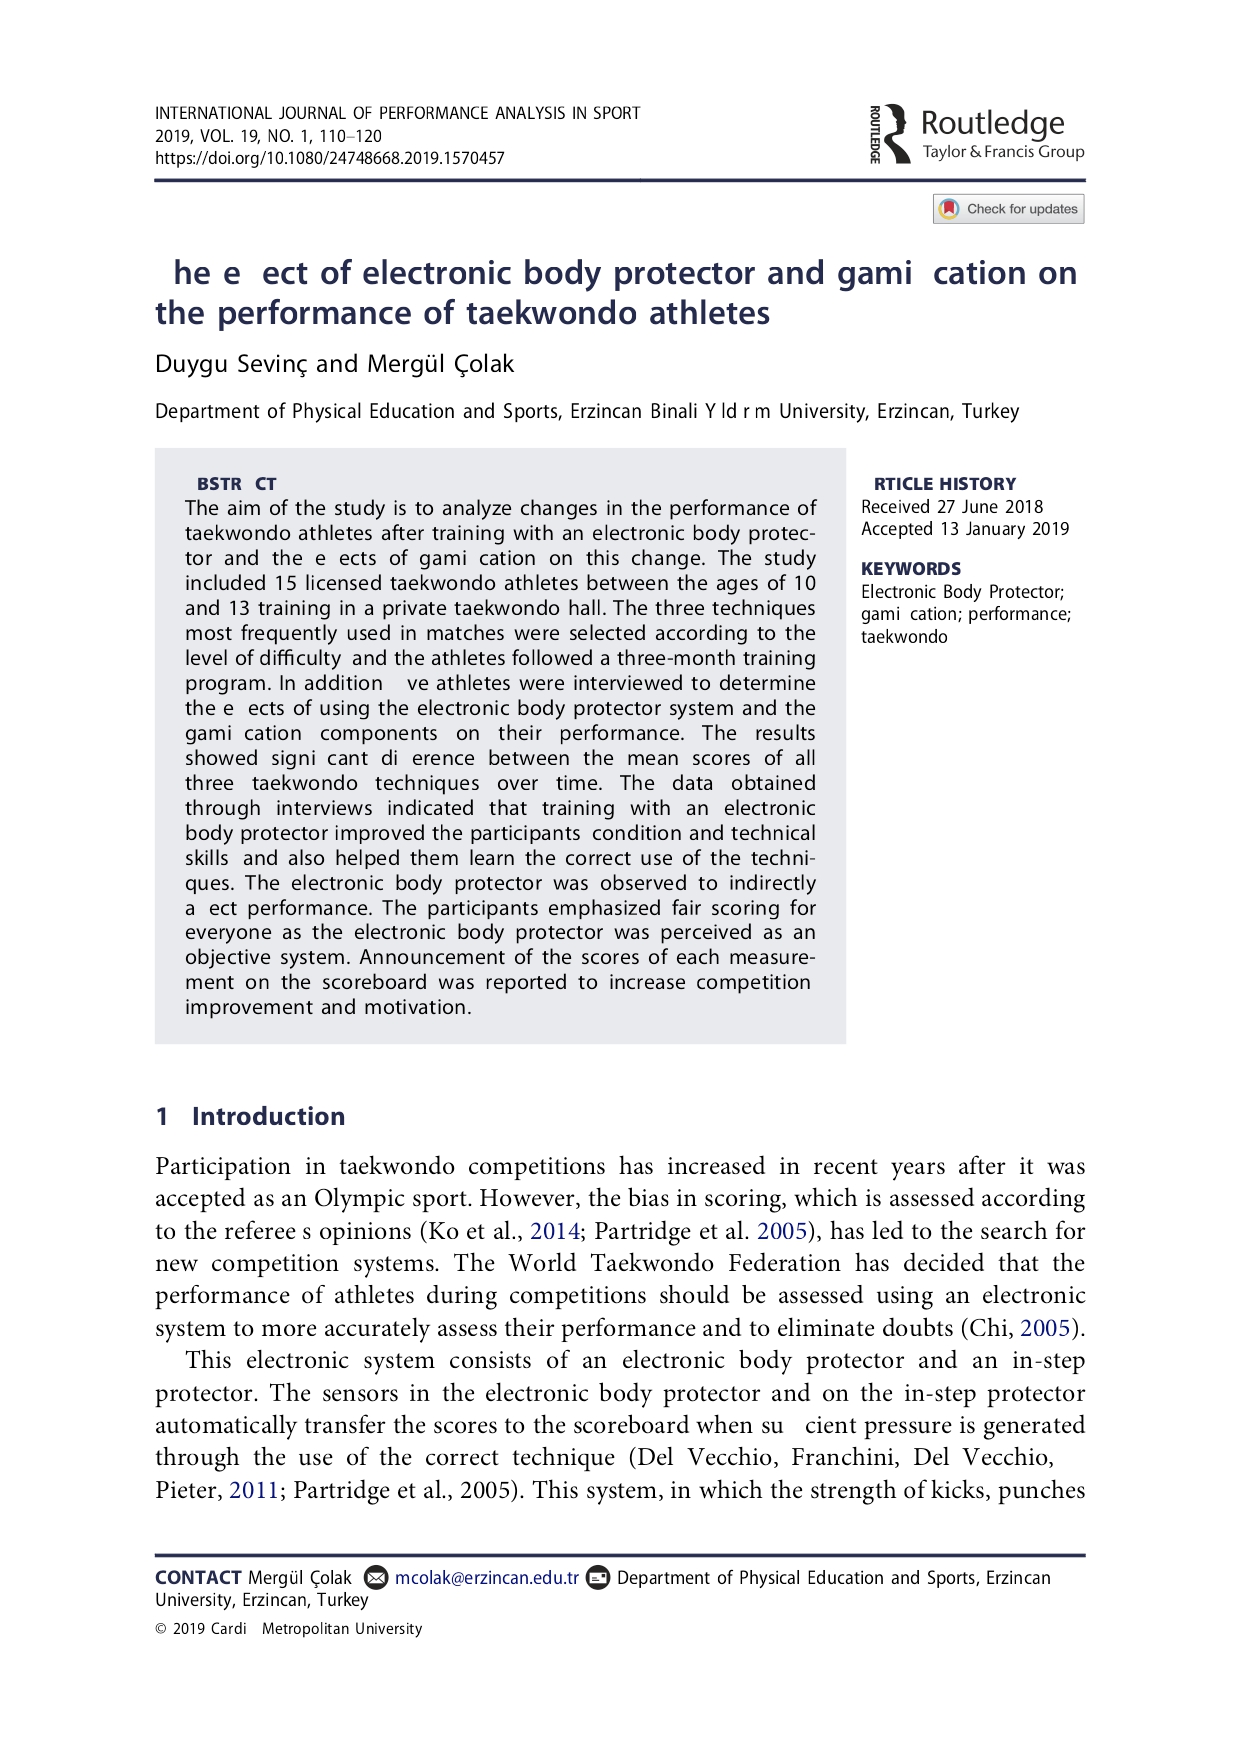 INTERNATIONAL JOURNAL OF PERFORMANCE ANALYSIS IN SPORT
2019, VOL. 19, NO. 1, 110–120
https://doi.org/10.1080/24748668.2019.1570457
ROUTLEDGE
Routledge
Taylor & Francis Group
Check for updates
he e ect of electronic body protector and gami cation on
the performance of taekwondo athletes
Duygu Sevinç and Mergül Çolak
Department of Physical Education and Sports, Erzincan Binali Y ld r m University, Erzincan, Turkey
BSTR CT
The aim of the study is to analyze changes in the performance of
taekwondo athletes after training with an electronic body protec-
tor and the e ects of gami cation on this change. The study
included 15 licensed taekwondo athletes between the ages of 10
and 13 training in a private taekwondo hall. The three techniques
most frequently used in matches were selected according to the
level of difficulty and the athletes followed a three-month training
program. In addition ve athletes were interviewed to determine
the e ects of using the electronic body protector system and the
gami cation components on their performance. The results
showed signi cant di erence between the mean scores of all
three taekwondo techniques over time. The data obtained
through interviews indicated that training with an electronic
body protector improved the participants condition and technical
skills and also helped them learn the correct use of the techni-
ques. The electronic body protector was observed to indirectly
a ect performance. The participants emphasized fair scoring for
everyone as the electronic body protector was perceived as an
objective system. Announcement of the scores of each measure-
ment on the scoreboard was reported to increase competition
improvement and motivation.
RTICLE HISTORY
Received 27 June 2018
Accepted 13 January 2019
KEYWORDS
Electronic Body Protector;
gami cation; performance;
taekwondo
1 Introduction
Participation in taekwondo competitions has increased in recent years after it was
accepted as an Olympic sport. However, the bias in scoring, which is assessed according
to the referee s opinions (Ko et al., 2014; Partridge et al. 2005), has led to the search for
new competition systems. The World Taekwondo Federation has decided that the
performance of athletes during competitions should be assessed using an electronic
system to more accurately assess their performance and to eliminate doubts (Chi, 2005).
This electronic system consists of an electronic body protector and an in-step
protector. The sensors in the electronic body protector and on the in-step protector
automatically transfer the scores to the scoreboard when su cient pressure is generated
through the use of the correct technique (Del Vecchio, Franchini, Del Vecchio,
Pieter, 2011; Partridge et al., 2005). This system, in which the strength of kicks, punches
CONTACT Mergül Çolak mcolak@erzincan.edu.tr Department of Physical Education and Sports, Erzincan
University, Erzincan, Turkey
© 2019 Cardi Metropolitan University